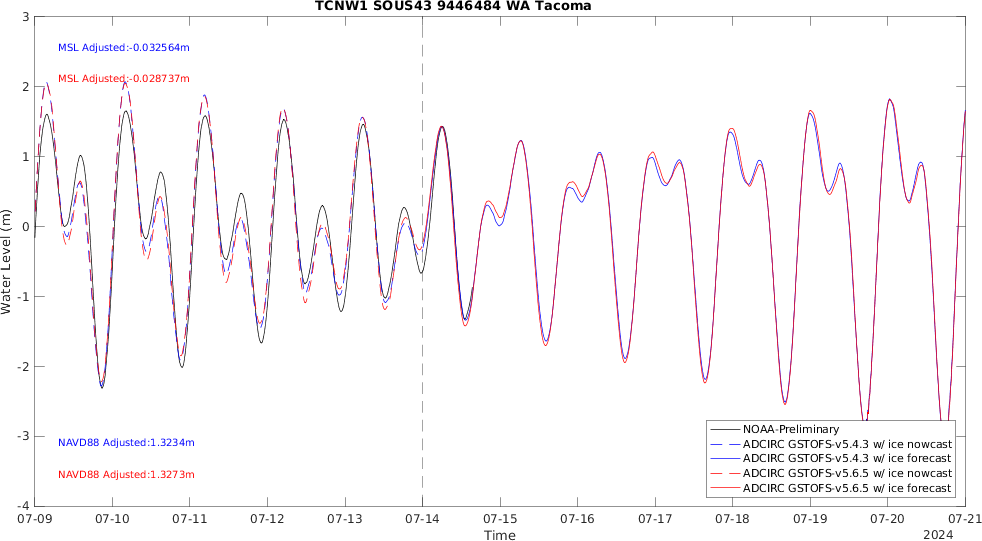 TCNW1 SOUS43 9446484 WA Tacoma
3
2
1
0
-1
-2
-3
-4
Water Level (m)
MSL Adjusted:-0.032564m
MSL Adjusted:-0.028737m
NAVD88 Adjusted:1.3234m
NAVD88 Adjusted:1.3273m
NOAA-Preliminary
ADCIRC GSTOFS-v5.4.3 w/ ice nowcast
ADCIRC GSTOFS-v5.4.3 w/ ice forecast
ADCIRC GSTOFS-v5.6.5 w/ ice nowcast
ADCIRC GSTOFS-v5.6.5 w/ ice forecast
07-09 07-10 07-11 07-12 07-13 07-14 07-15 07-16 07-17 07-18 07-19 07-20 07-21
Time
2024